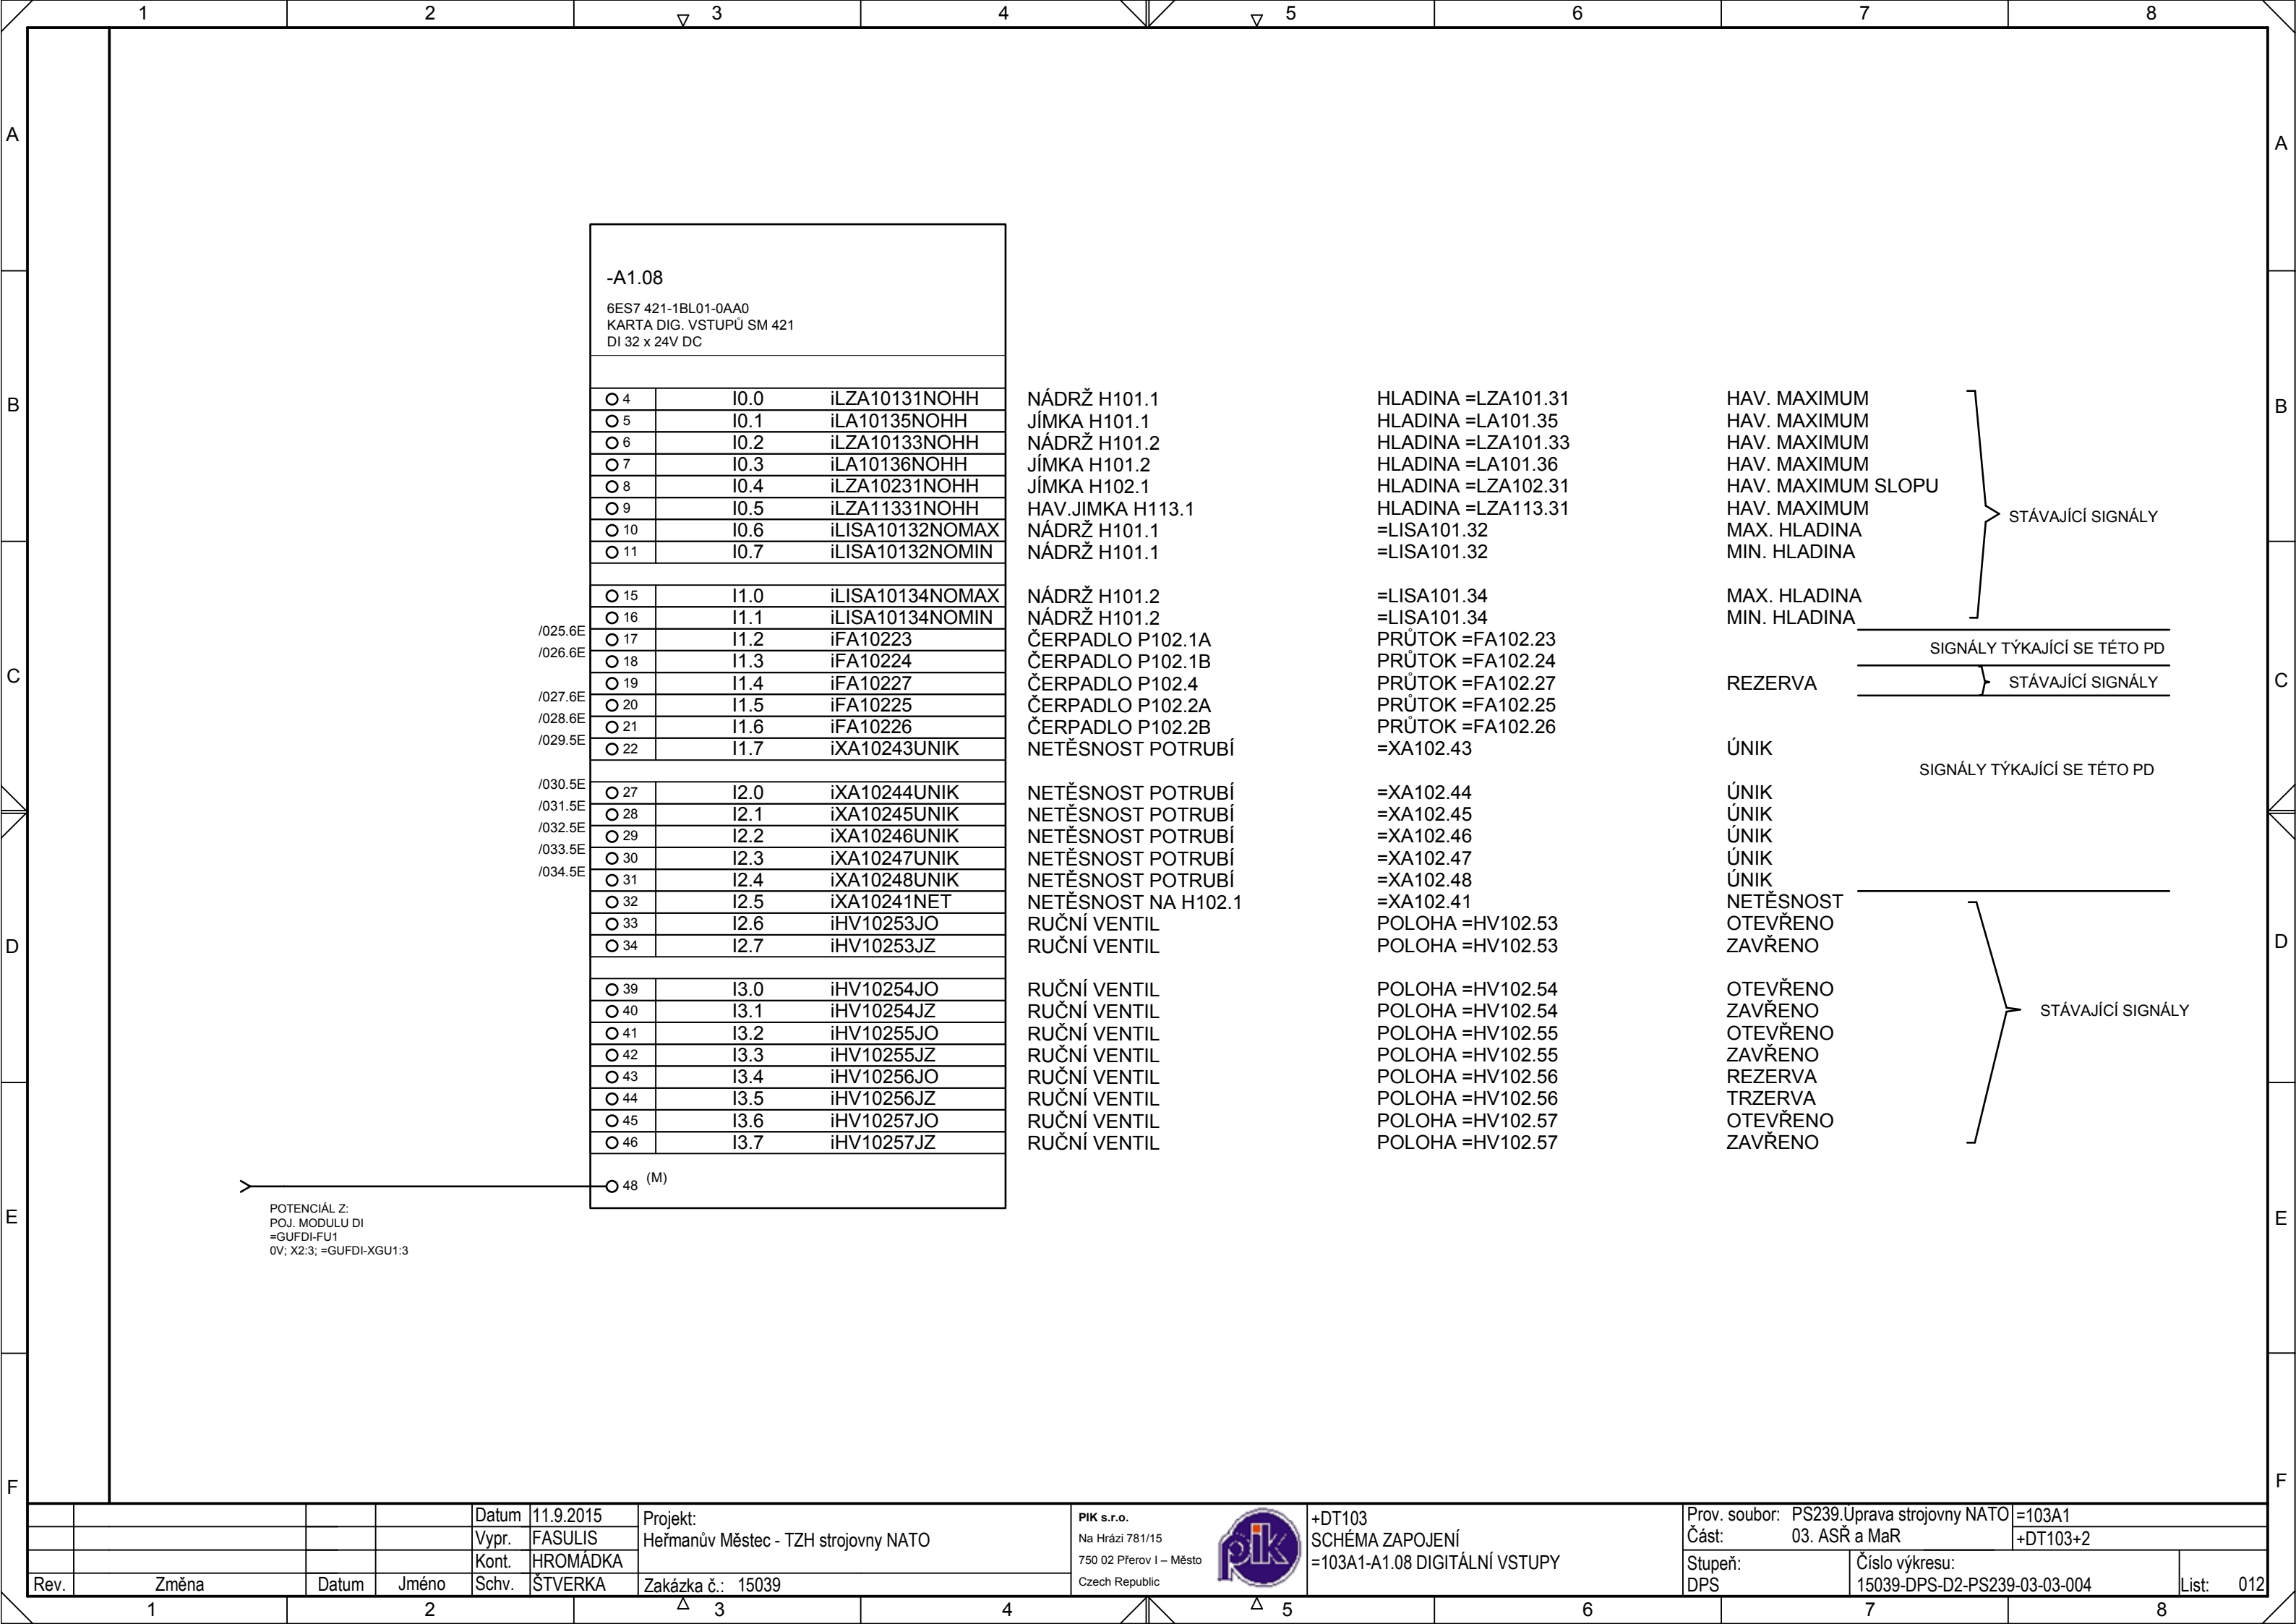 1 2 3 4 5 6 7 8
A A
B B
C C
D D
E E
F F
-A1.08
6ES7 421-1BL01-0AA0
KARTA DIG. VSTUPŮ SM 421
DI 32 x 24V DC
4 I0.0 iLZA10131NOHH NÁDRŽ H101.1 HLADINA =LZA101.31 HAV. MAXIMUM
5 I0.1 iLA10135NOHH JÍMKA H101.1 HLADINA =LA101.35 HAV. MAXIMUM
6 I0.2 iLZA10133NOHH NÁDRŽ H101.2 HLADINA =LZA101.33 HAV. MAXIMUM
7 I0.3 iLA10136NOHH JÍMKA H101.2 HLADINA =LA101.36 HAV. MAXIMUM
8 I0.4 iLZA10231NOHH JÍMKA H102.1 HLADINA =LZA102.31 HAV. MAXIMUM SLOPU
9 I0.5 iLZA11331NOHH HAV.JIMKA H113.1 HLADINA =LZA113.31 HAV. MAXIMUM
STÁVAJÍCÍ SIGNÁLY
10 I0.6 iLISA10132NOMAX NÁDRŽ H101.1 =LISA101.32 MAX. HLADINA
11 I0.7 iLISA10132NOMIN NÁDRŽ H101.1 =LISA101.32 MIN. HLADINA
15 I1.0 iLISA10134NOMAX NÁDRŽ H101.2 =LISA101.34 MAX. HLADINA
16 I1.1 iLISA10134NOMIN NÁDRŽ H101.2 =LISA101.34 MIN. HLADINA
/025.6E 17 I1.2 iFA10223 ČERPADLO P102.1A PRŮTOK =FA102.23
SIGNÁLY TÝKAJÍCÍ SE TÉTO PD
/026.6E 18 I1.3 iFA10224 ČERPADLO P102.1B PRŮTOK =FA102.24
19 I1.4 iFA10227 ČERPADLO P102.4 PRŮTOK =FA102.27 REZERVA STÁVAJÍCÍ SIGNÁLY
/027.6E 20 I1.5 iFA10225 ČERPADLO P102.2A PRŮTOK =FA102.25
/028.6E 21 I1.6 iFA10226 ČERPADLO P102.2B PRŮTOK =FA102.26
/029.5E 22 I1.7 iXA10243UNIK NETĚSNOST POTRUBÍ =XA102.43 ÚNIK
SIGNÁLY TÝKAJÍCÍ SE TÉTO PD
/030.5E 27 I2.0 iXA10244UNIK NETĚSNOST POTRUBÍ =XA102.44 ÚNIK
/031.5E 28 I2.1 iXA10245UNIK NETĚSNOST POTRUBÍ =XA102.45 ÚNIK
/032.5E 29 I2.2 iXA10246UNIK NETĚSNOST POTRUBÍ =XA102.46 ÚNIK
/033.5E 30 I2.3 iXA10247UNIK NETĚSNOST POTRUBÍ =XA102.47 ÚNIK
/034.5E 31 I2.4 iXA10248UNIK NETĚSNOST POTRUBÍ =XA102.48 ÚNIK
32 I2.5 iXA10241NET NETĚSNOST NA H102.1 =XA102.41 NETĚSNOST
33 I2.6 iHV10253JO RUČNÍ VENTIL POLOHA =HV102.53 OTEVŘENO
34 I2.7 iHV10253JZ RUČNÍ VENTIL POLOHA =HV102.53 ZAVŘENO
39 I3.0 iHV10254JO RUČNÍ VENTIL POLOHA =HV102.54 OTEVŘENO
40 I3.1 iHV10254JZ RUČNÍ VENTIL POLOHA =HV102.54 ZAVŘENO STÁVAJÍCÍ SIGNÁLY
41 I3.2 iHV10255JO RUČNÍ VENTIL POLOHA =HV102.55 OTEVŘENO
42 I3.3 iHV10255JZ RUČNÍ VENTIL POLOHA =HV102.55 ZAVŘENO
43 I3.4 iHV10256JO RUČNÍ VENTIL POLOHA =HV102.56 REZERVA
44 I3.5 iHV10256JZ RUČNÍ VENTIL POLOHA =HV102.56 TRZERVA
45 I3.6 iHV10257JO RUČNÍ VENTIL POLOHA =HV102.57 OTEVŘENO
46 I3.7 iHV10257JZ RUČNÍ VENTIL POLOHA =HV102.57 ZAVŘENO
48 (M)
POTENCIÁL Z:
POJ. MODULU DI
=GUFDI-FU1
0V; X2:3; =GUFDI-XGU1:3
Rev. Změna Datum Jméno
Datum 11.9.2015
Vypr. FASULIS
Kont. HROMÁDKA
Schv. ŠTVERKA
Projekt:
Heřmanův Městec - TZH strojovny NATO
Zakázka č.: 15039
PIK s.r.o.
Na Hrázi 781/15
750 02 Přerov I – Město
Czech Republic
pik
+DT103
SCHÉMA ZAPOJENÍ
=103A1-A1.08 DIGITÁLNÍ VSTUPY
Prov. soubor: PS239.Úprava strojovny NATO =103A1
Část: 03. ASŘ a MaR +DT103+2
Stupeň: DPS
Číslo výkresu:
15039-DPS-D2-PS239-03-03-004
List: 012
1 2 3 4 5 6 7 8